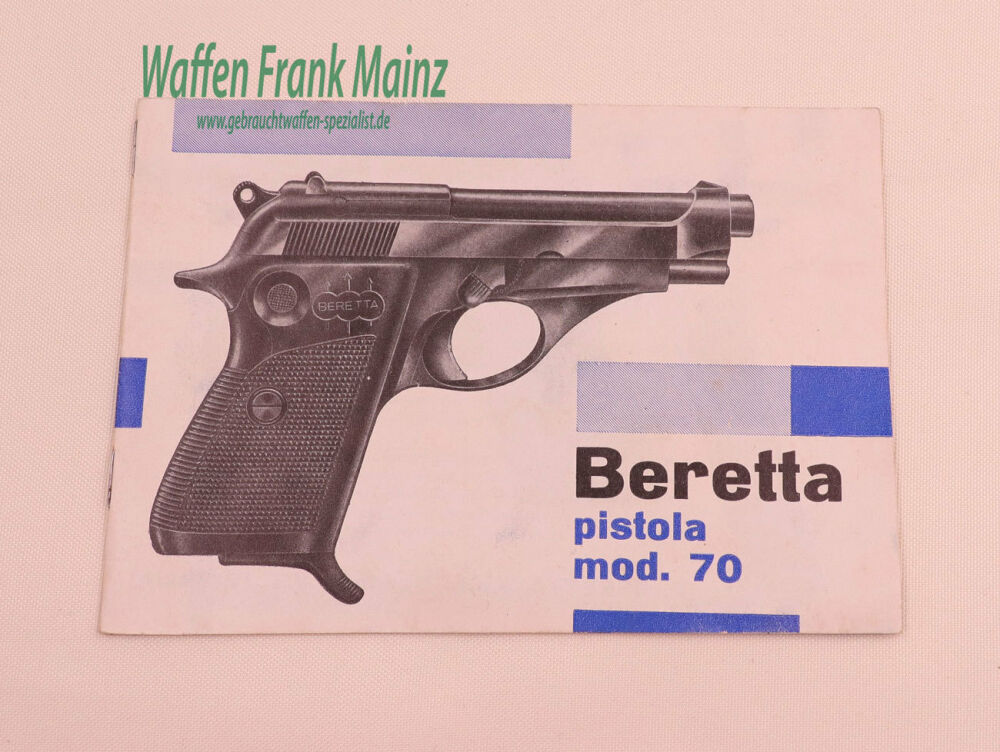 Waffen Frank Mainz
www.gebrauchtwaffen-spezialist.de
BERETTA
Beretta
pistola
mod. 70